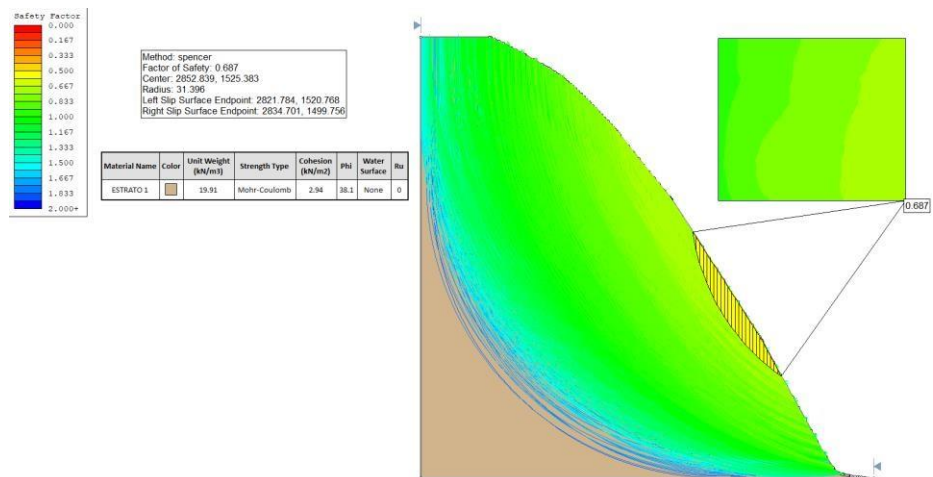 Safety Factor
0.000
0.167
0.333
0.500
0.667
0.833
1.000
1.167
1.333
1.500
1.667
1.833
2.000+
Method: spencer
Factor of Safety: 0.687
Center: 2852.839, 1525.383
Radius: 31.396
Left Slip Surface Endpoint: 2821.784, 1520.768
Right Slip Surface Endpoint: 2834.701, 1499.756
Material Name Color Unit Weight (kN/m3) Strength Type Cohesion (kN/m2) Phi Water Surface Ru
ESTRATO 1 19.91 Mohr-Coulomb 2.94 38.1 None 0
0.687